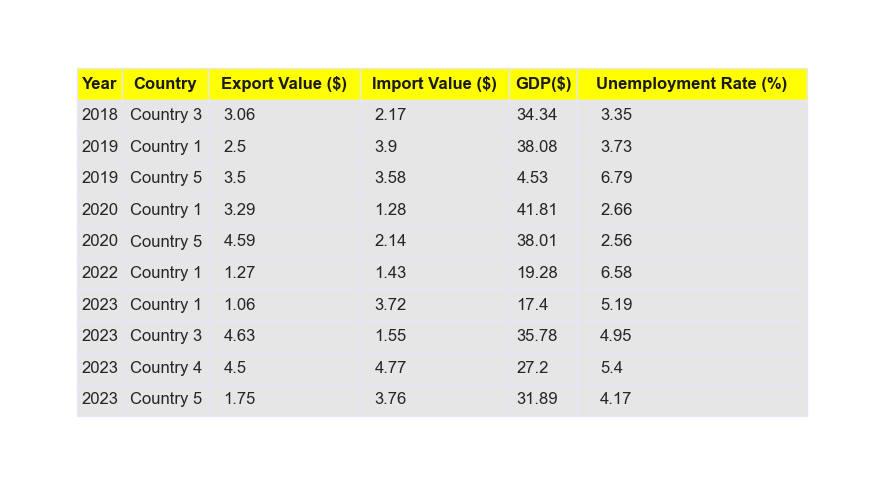 Year Country Export Value ($) Import Value ($) GDP($) Unemployment Rate (%)
2018 Country 3 3.06 2.17 34.34 3.35
2019 Country 1 2.5 3.9 38.08 3.73
2019 Country 5 3.5 3.58 4.53 6.79
2020 Country 1 3.29 1.28 41.81 2.66
2020 Country 5 4.59 2.14 38.01 2.56
2022 Country 1 1.27 1.43 19.28 6.58
2023 Country 1 1.06 3.72 17.4 5.19
2023 Country 3 4.63 1.55 35.78 4.95
2023 Country 4 4.5 4.77 27.2 5.4
2023 Country 5 1.75 3.76 31.89 4.17